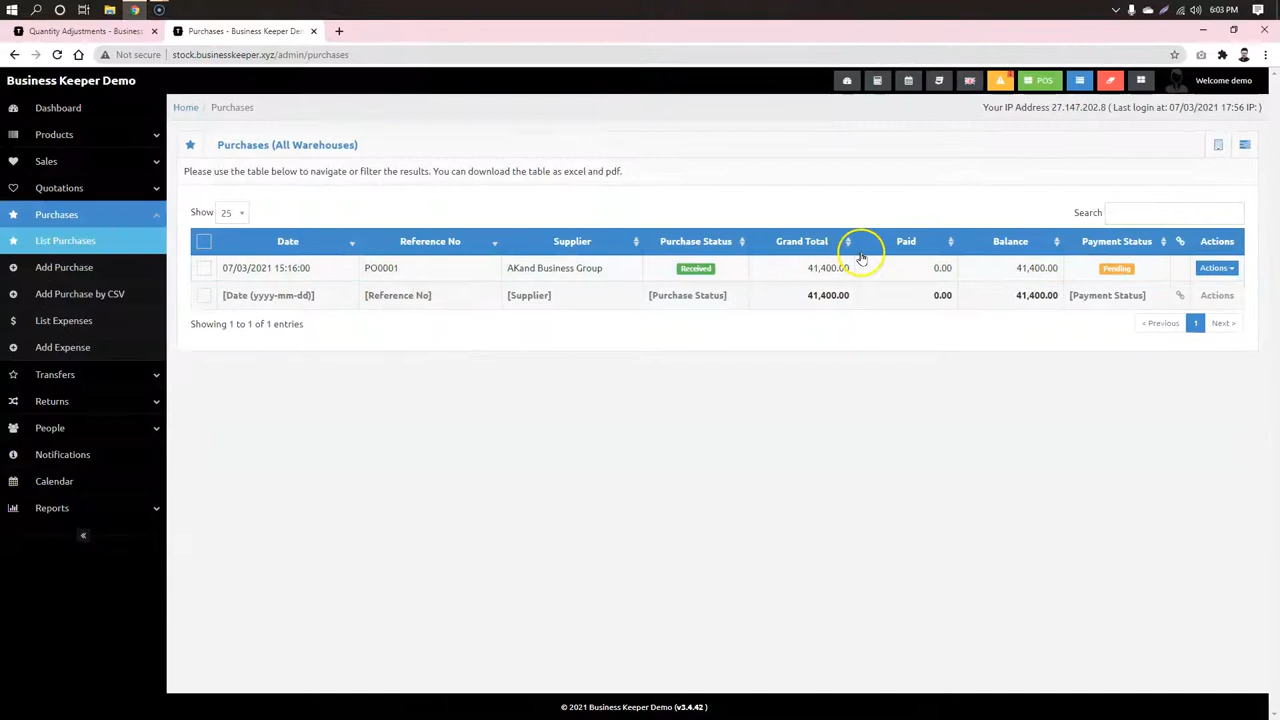 6:03 PM
Quantity Adjustments - Business
Purchases - Business Keeper Dem
Not secure
stock.businesskeeper.xyz/admin/purchases
Business Keeper Demo
POS
Welcome demo
Dashboard
Products
Sales
Quotations
Purchases
List Purchases
Add Purchase
Add Purchase by CSV
List Expenses
Add Expense
Transfers
Returns
People
Notifications
Calendar
Reports
Home / Purchases
Your IP Address 27.147.202.8 ( Last login at: 07/03/2021 17:56 IP: )
Purchases (All Warehouses)
Please use the table below to navigate or filter the results. You can download the table as excel and pdf.
Show 25
Search
Date Reference No Supplier Purchase Status Grand Total Paid Balance Payment Status Actions
07/03/2021 15:16:00 PO0001 AKand Business Group Received 41,400.00 0.00 41,400.00 Pending Actions
[Date (yyyy-mm-dd)] [Reference No] [Supplier] [Purchase Status] 41,400.00 0.00 41,400.00 [Payment Status] Actions
Showing 1 to 1 of 1 entries
< Previous 1 Next >
© 2021 Business Keeper Demo (v3.4.42 )